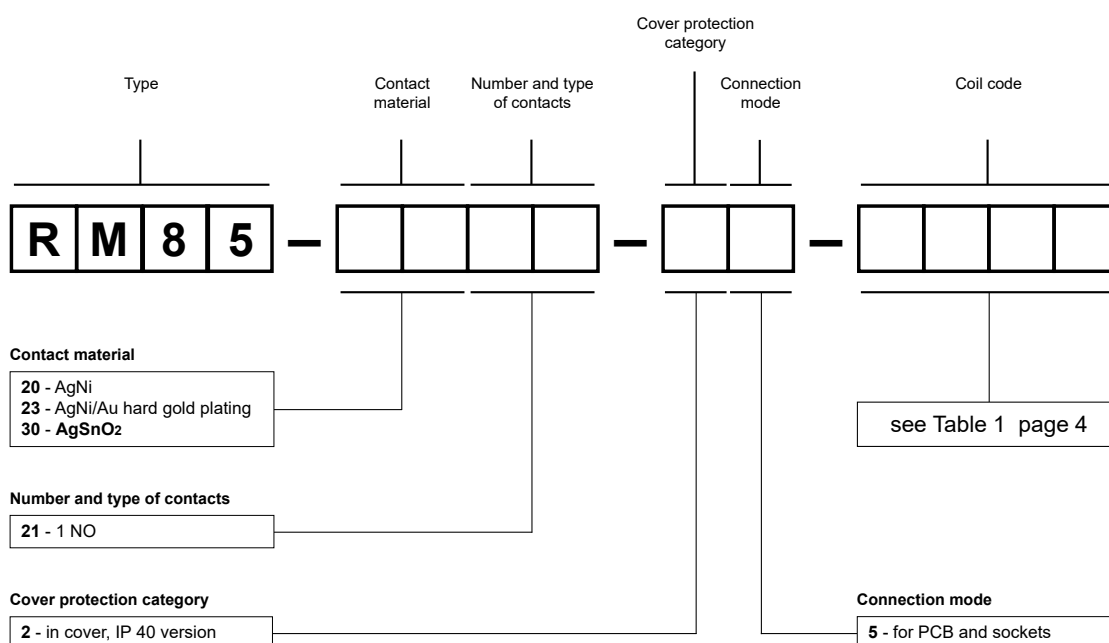 Cover protection
category
Type
Contact
material
Number and type
of contacts
Connection
mode
Coil code
R M 8 5 – – –
Contact material
20 - AgNi
23 - AgNi/Au hard gold plating
30 - AgSnO2
see Table 1 page 4
Number and type of contacts
21 - 1 NO
Cover protection category
2 - in cover, IP 40 version
Connection mode
5 - for PCB and sockets